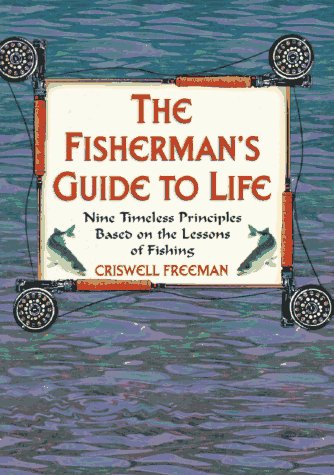 THE
FISHERMAN'S
GUIDE TO LIFE
Nine Timeless Principles
Based on the Lessons
of Fishing
CRISWELL FREEMAN